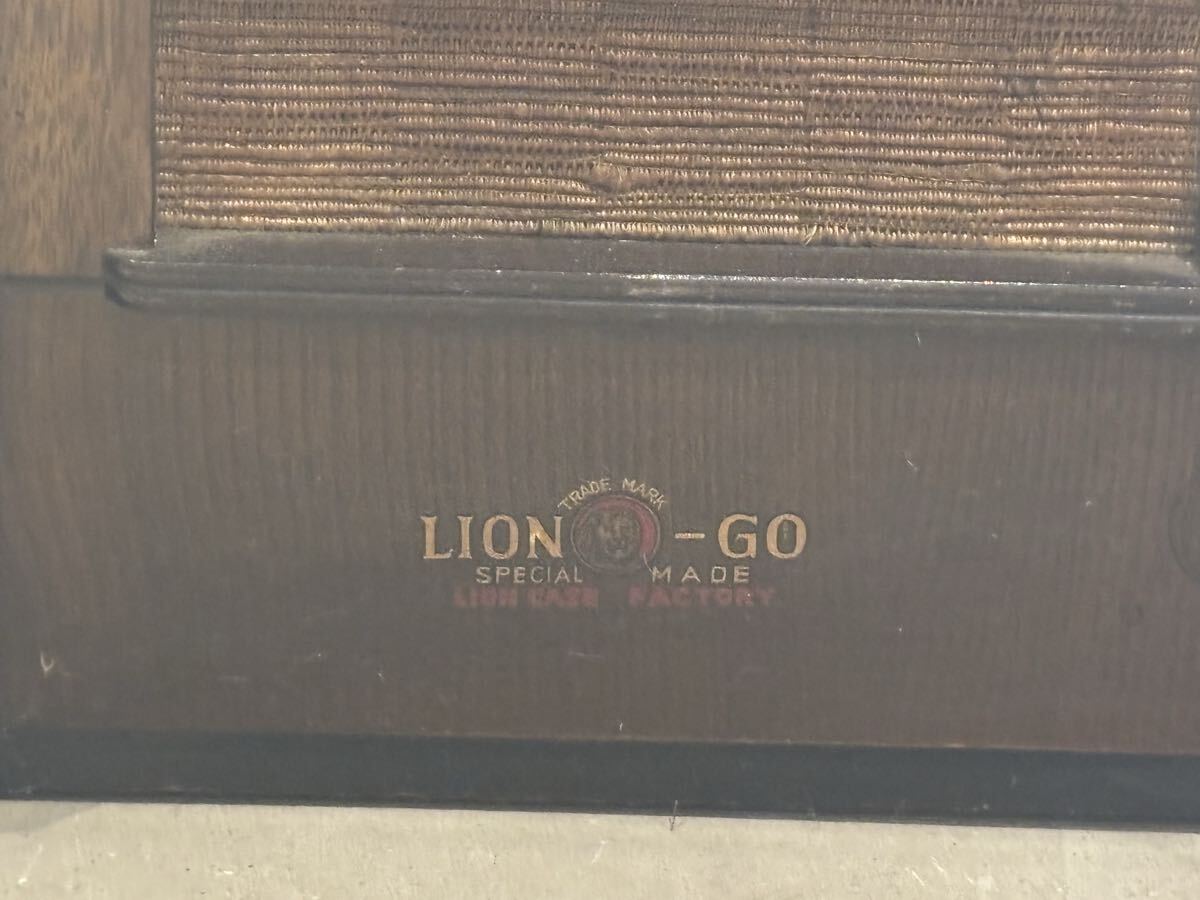 TRADE MARK
LION - GO
SPECIAL MADE
LION CASE FACTORY